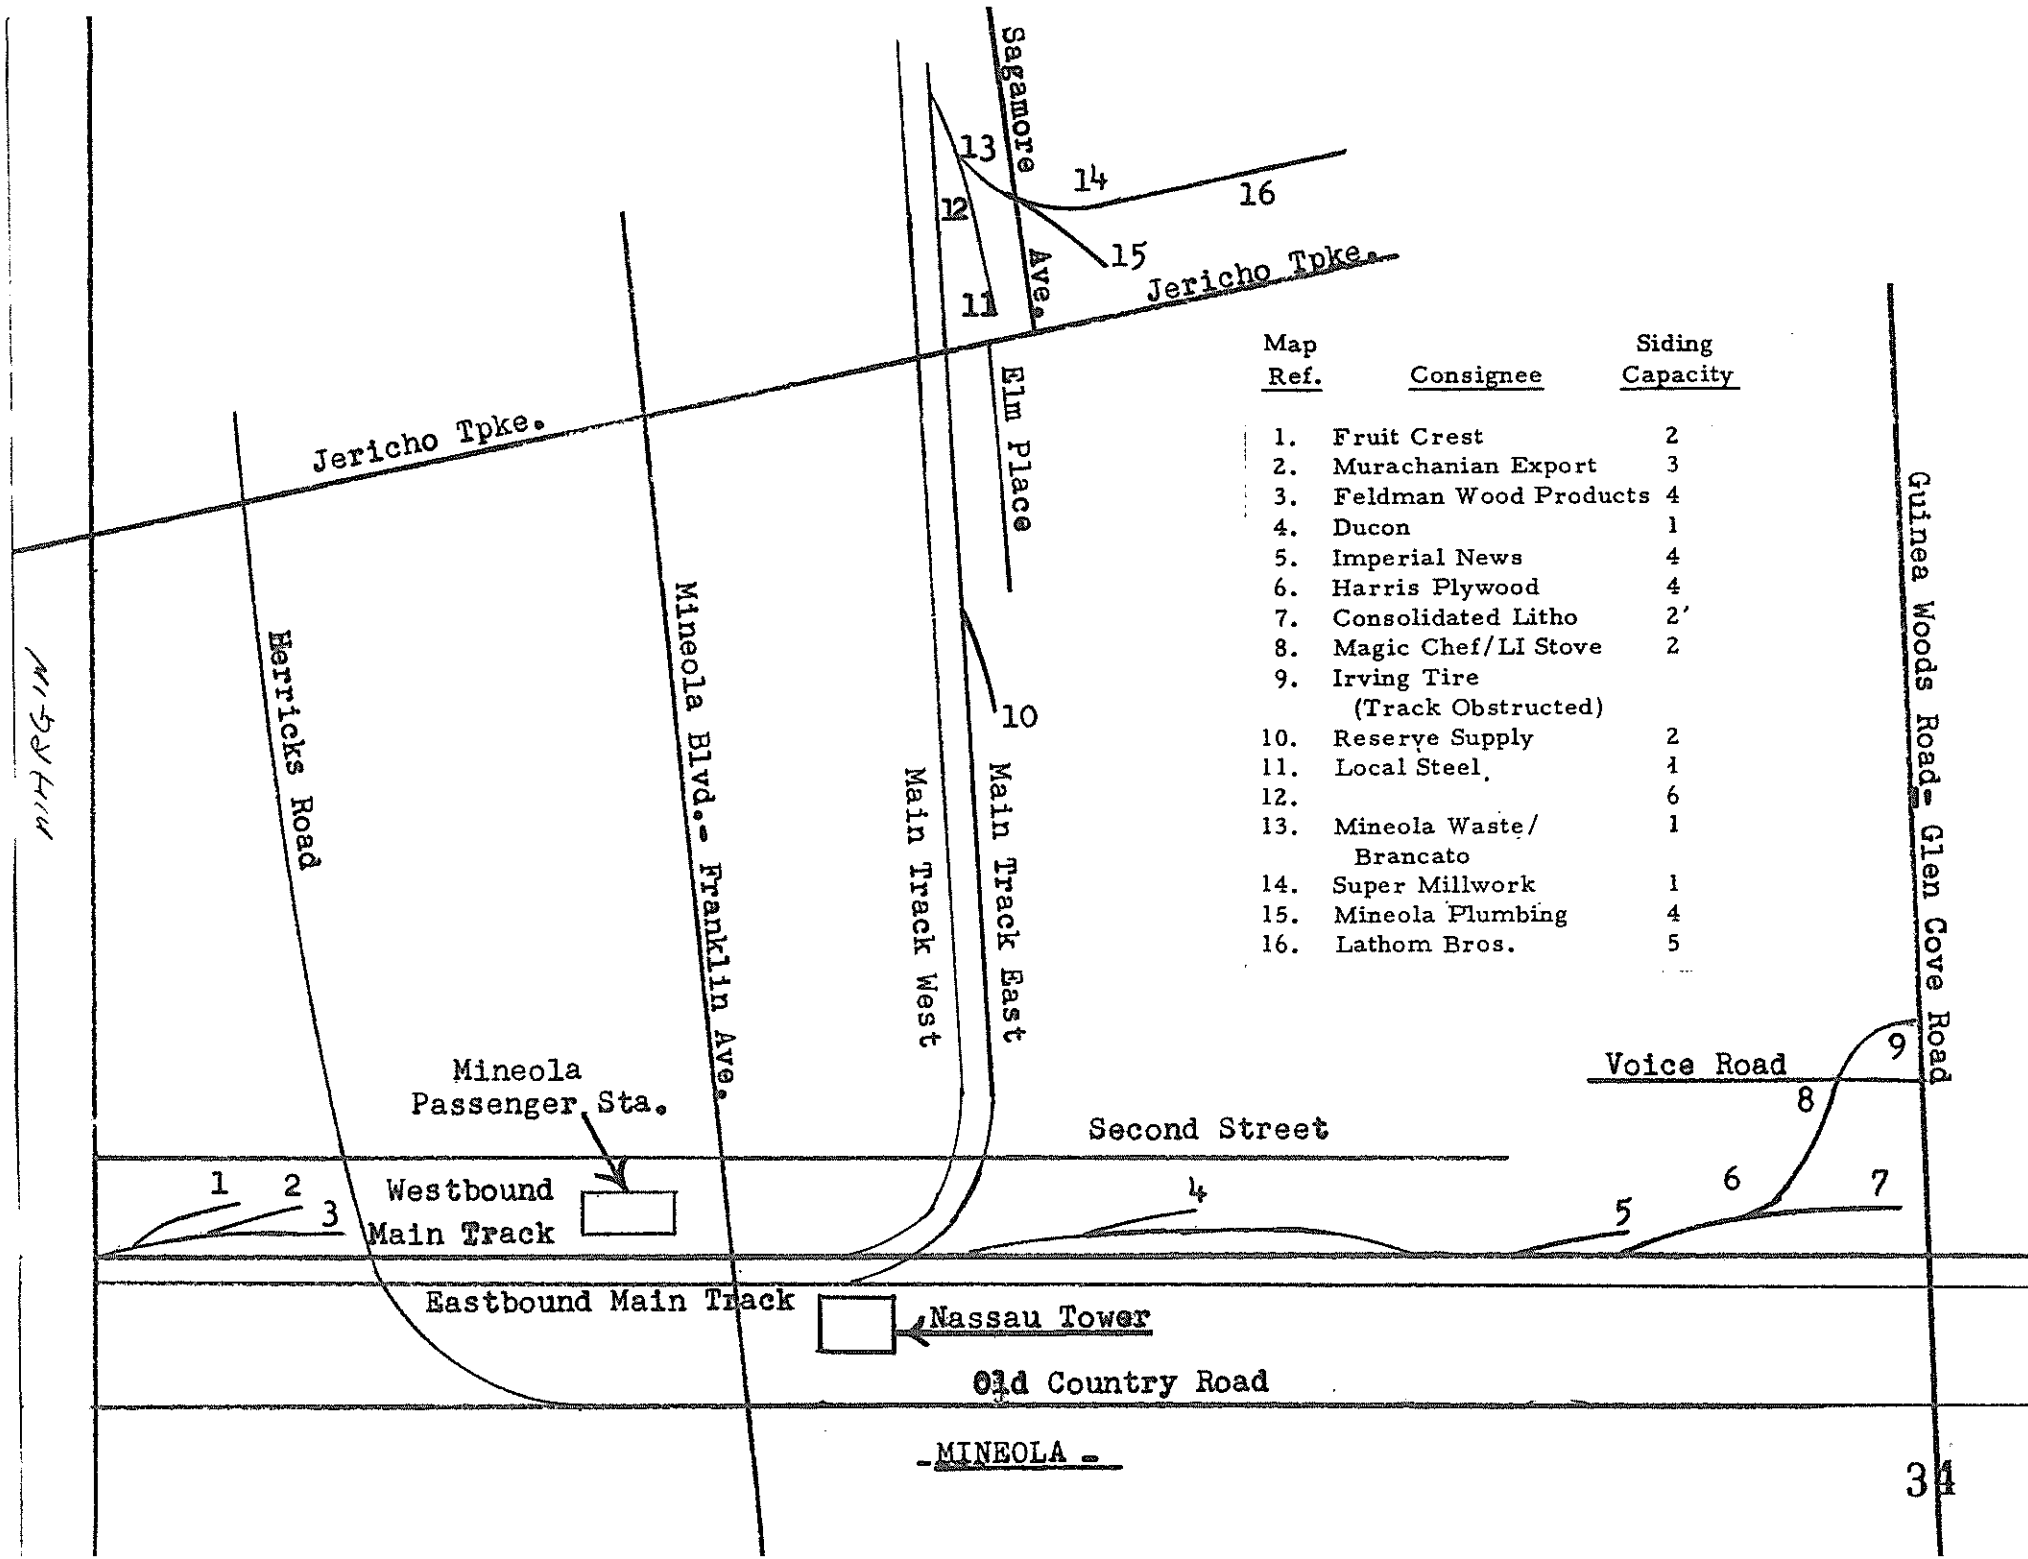 Sagamore Ave.
13
14
16
12
15
11
Jericho Tpke.
Jericho Tpke.
Elm Place
Map Siding
Ref. Consignee Capacity
1. Fruit Crest 2
2. Murachanian Export 3
3. Feldman Wood Products 4
4. Ducon 1
5. Imperial News 4
6. Harris Plywood 4
7. Consolidated Litho 2
8. Magic Chef/LI Stove 2
9. Irving Tire
(Track Obstructed)
10. Reserve Supply 2
11. Local Steel 1
12. 6
13. Mineola Waste/ 1
Brancato
14. Super Millwork 1
15. Mineola Plumbing 4
16. Lathom Bros. 5
Guinea Woods Road- Glen Cove Road
Herricks Road
Mineola Blvd.- Franklin Ave.
10
Main Track West
Main Track East
Mineola
Passenger Sta.
Voice Road
9
8
Second Street
1
2
3
Westbound
Main Track
4
5
6
7
Eastbound Main Track
Nassau Tower
Old Country Road
- MINEOLA -